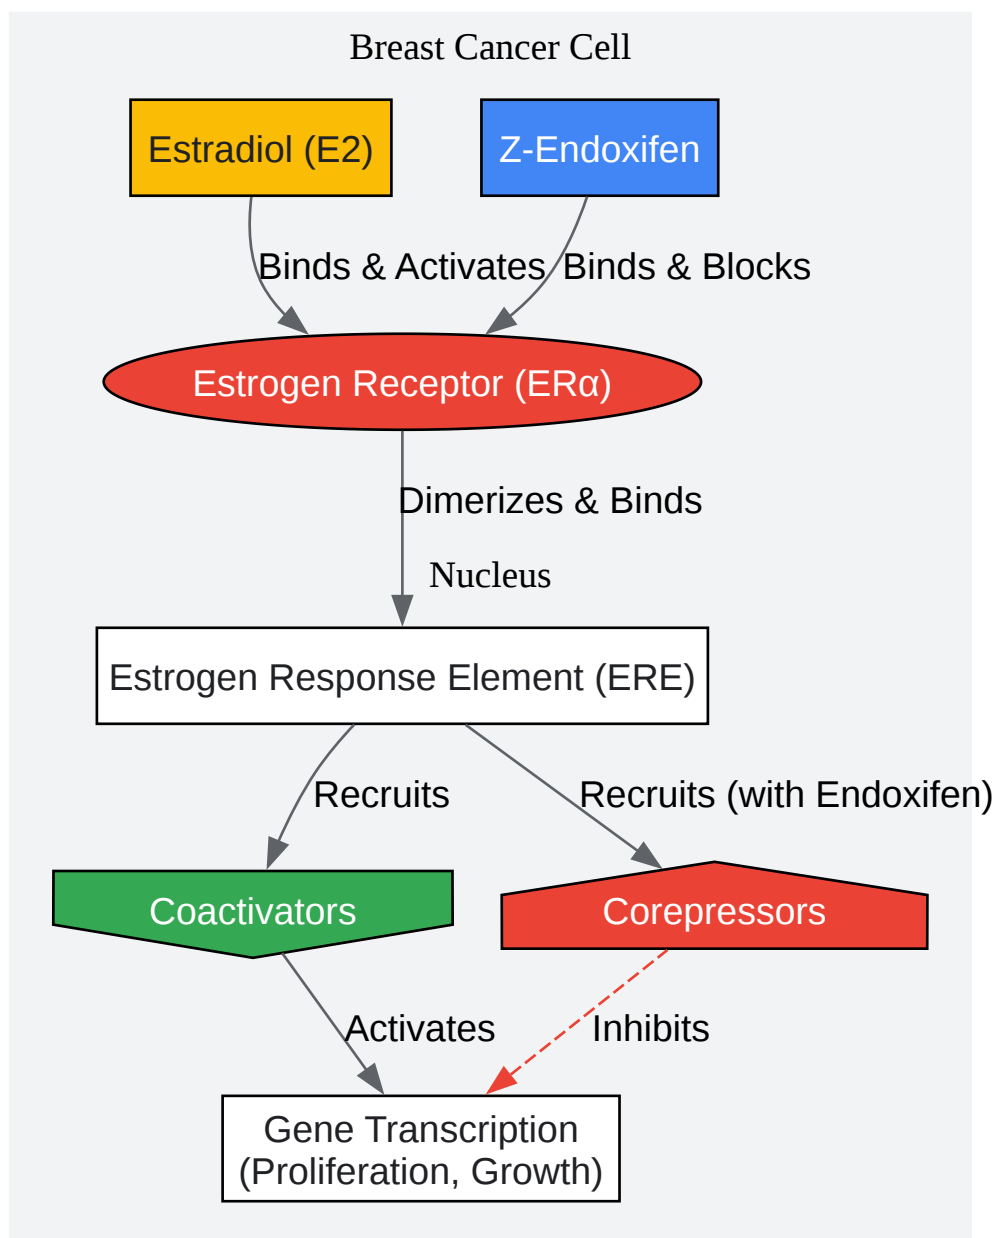 Breast Cancer Cell
Estradiol (E2)
Z-Endoxifen
Binds & Activates
Binds & Blocks
Estrogen Receptor (ERα)
Dimerizes & Binds
Nucleus
Estrogen Response Element (ERE)
Recruits
Recruits (with Endoxifen)
Coactivators
Corepressors
Activates
Inhibits
Gene Transcription
(Proliferation, Growth)